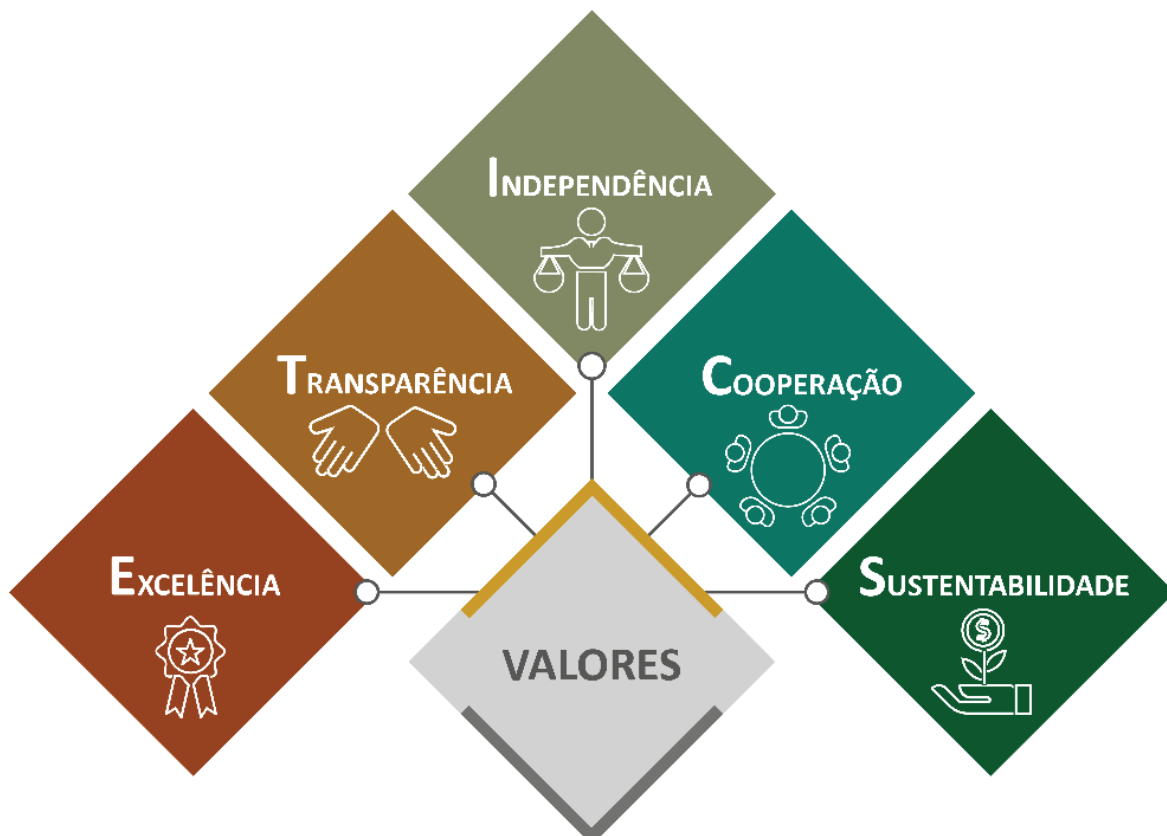 INDEPENDÊNCIA
TRANSPARÊNCIA
COOPERAÇÃO
EXCELÊNCIA
SUSTENTABILIDADE
$
VALORES